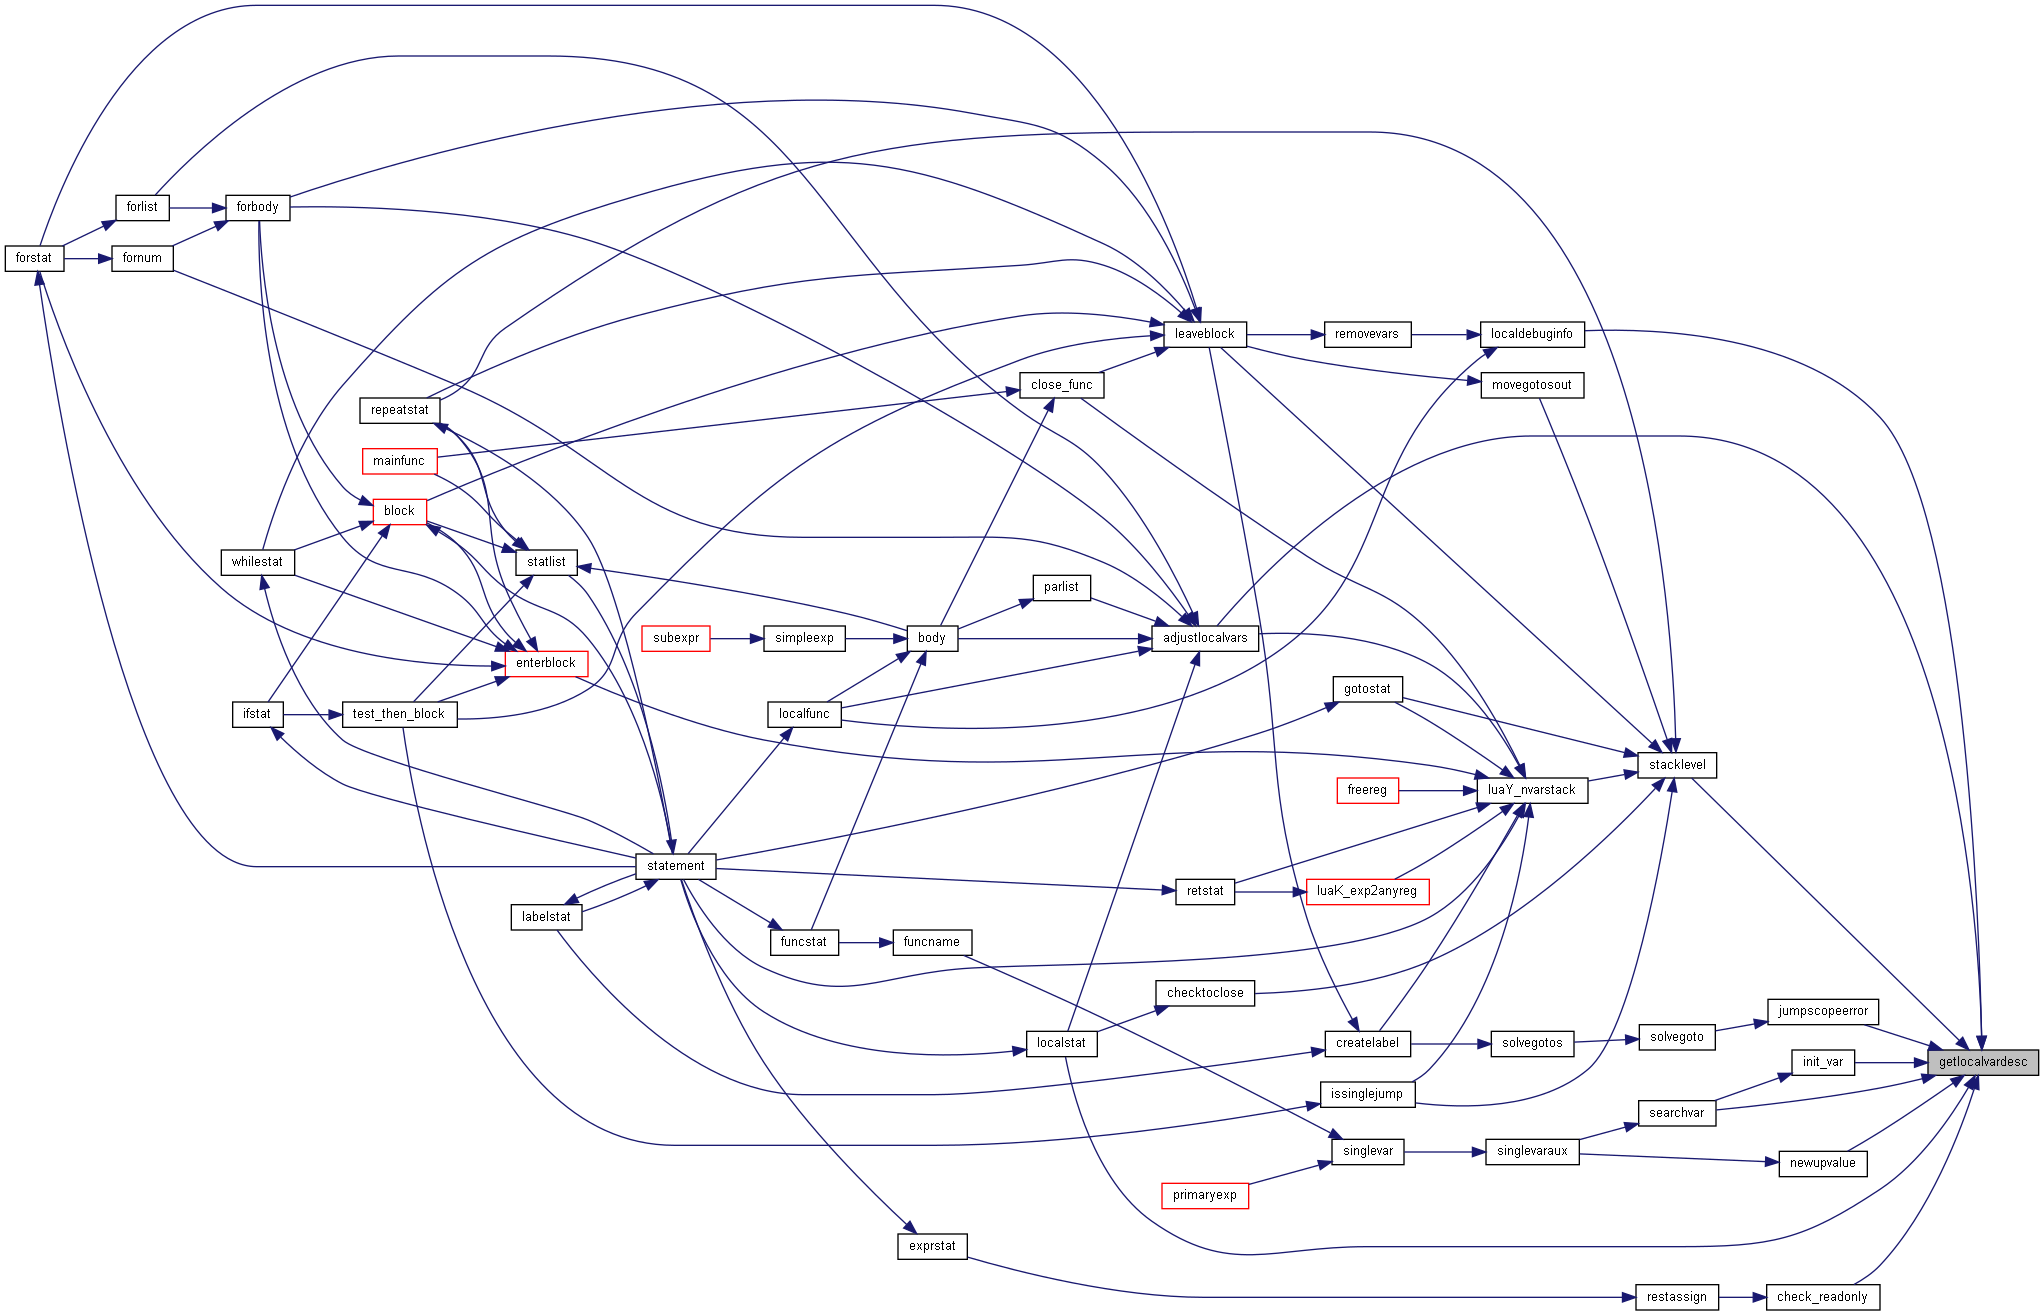 forlist
forbody
forstat
fornum
leaveblock
removevars
localdebuginfo
close_func
movegotosout
repeatstat
mainfunc
block
whilestat
statlist
parlist
subexpr
simpleexp
body
adjustlocalvars
enterblock
gotostat
ifstat
test_then_block
localfunc
stacklevel
freereg
luaY_nvarstack
statement
retstat
luaK_exp2anyreg
labelstat
funcstat
funcname
checktoclose
jumpscopeerror
localstat
createlabel
solvegotos
solvegoto
init_var
getlocalvardesc
issinglejump
searchvar
singlevar
singlevaraux
newupvalue
primaryexp
exprstat
restassign
check_readonly